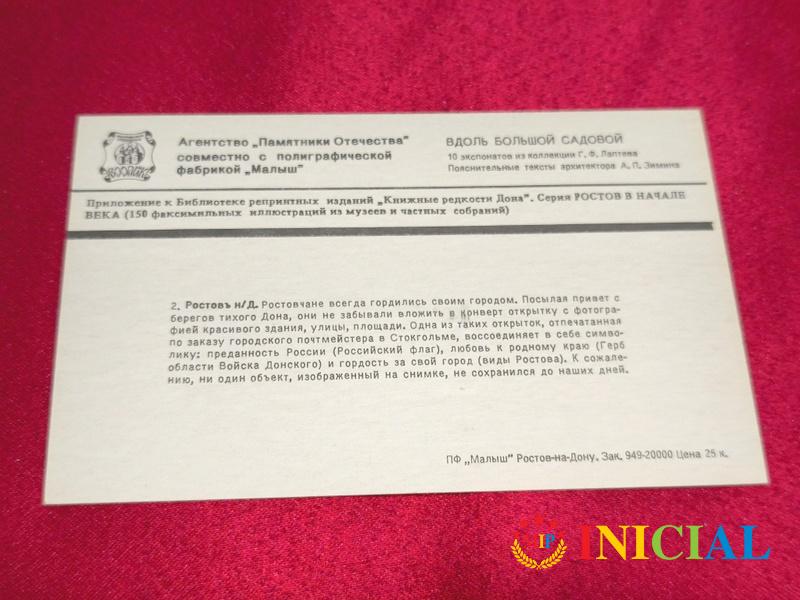 ВООПИК
Агентство „Памятники Отечества"
совместно с полиграфической
фабрикой „Малыш"
ВДОЛЬ БОЛЬШОЙ САДОВОЙ
10 экспонатов из коллекции Г. Ф. Лаптева
Пояснительные тексты архитектора А. П. Зимина
Приложение к Библиотеке репринтных изданий „Книжные редкости Дона". Серия РОСТОВ В НАЧАЛЕ
ВЕКА (150 факсимильных иллюстраций из музеев и частных собраний)
2. Ростовъ н/Д. Ростовчане всегда гордились своим городом. Посылая привет с
берегов тихого Дона, они не забывали вложить в конверт открытку с фотогра-
фией красивого здания, улицы, площади. Одна из таких открыток, отпечатанная
по заказу городского почтмейстера в Стокгольме, воссоединяет в себе симво-
лику: преданность России (Российский флаг), любовь к родному краю (Герб
области Войска Донского) и гордость за свой город (виды Ростова). К сожале-
нию, ни один объект, изображенный на снимке, не сохранился до наших дней.
ПФ „Малыш" Ростов-на-Дону. Зак. 949-20000 Цена 25 к.
IP INICIAL